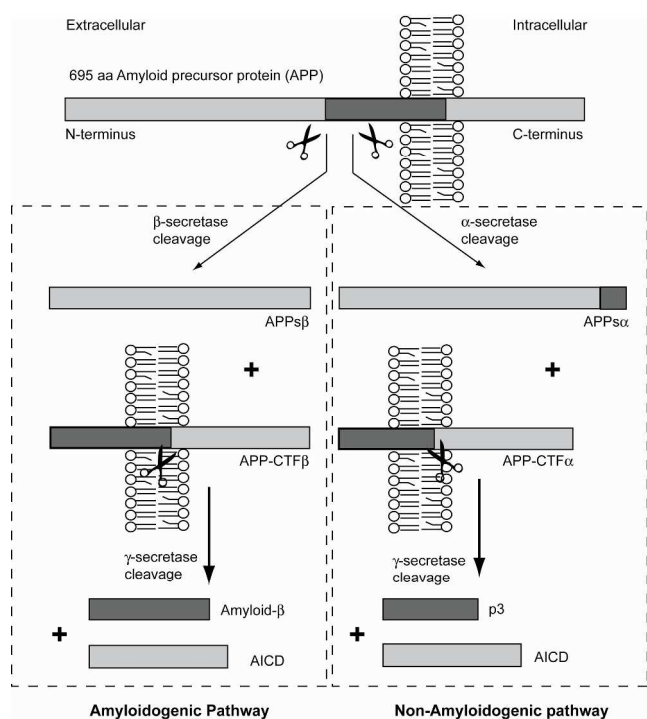 Extracellular
Intracellular
695 aa Amyloid precursor protein (APP)
N-terminus
C-terminus
β-secretase
cleavage
α-secretase
cleavage
APPsβ
APPsα
+
+
APP-CTFβ
APP-CTFα
γ-secretase
cleavage
γ-secretase
cleavage
Amyloid-β
p3
+
+
AICD
AICD
Amyloidogenic Pathway
Non-Amyloidogenic pathway